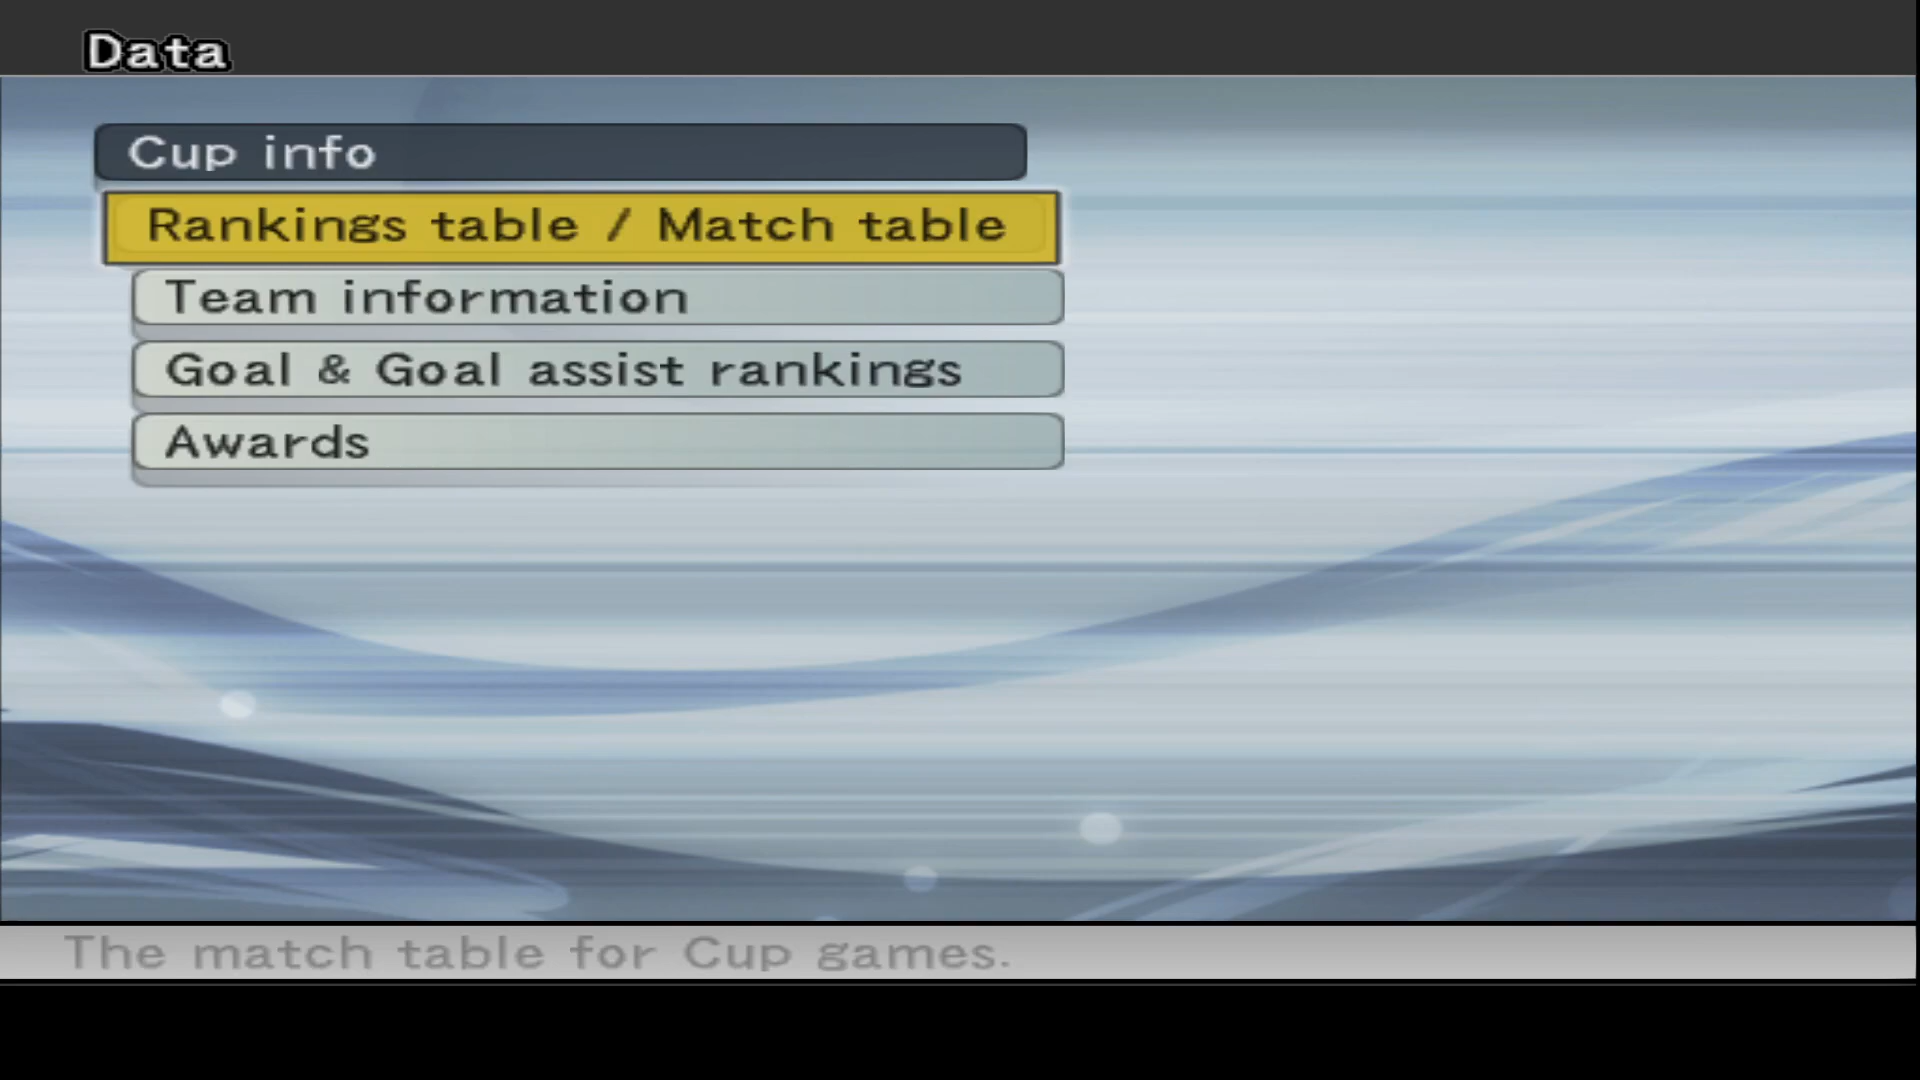 Data
Cup info
Rankings table / Match table
Team information
Goal & Goal assist rankings
Awards
The match table for Cup games.